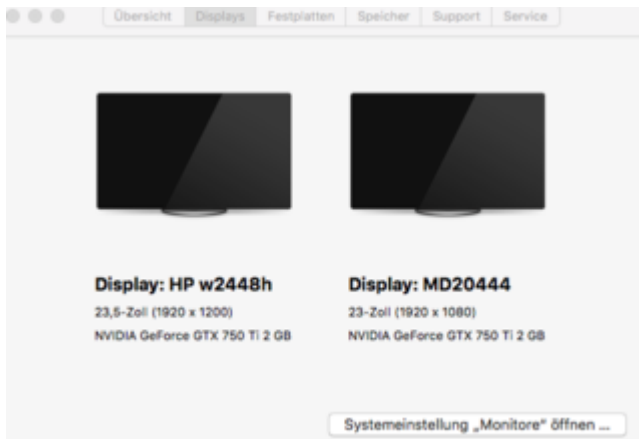 Übersicht Displays Festplatten Speicher Support Service
Display: HP w2448h
23,5-Zoll (1920 x 1200)
NVIDIA GeForce GTX 750 Ti 2 GB
Display: MD20444
23-Zoll (1920 x 1080)
NVIDIA GeForce GTX 750 Ti 2 GB
Systemeinstellung „Monitore“ öffnen ...